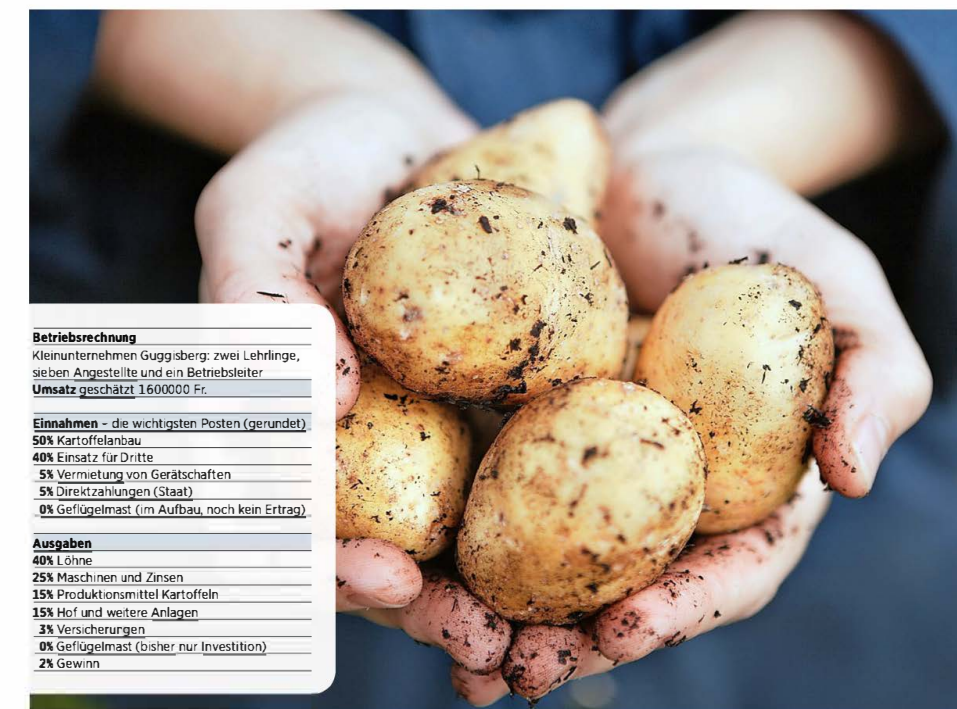 Betriebsrechnung
Kleinunternehmen Guggisberg: zwei Lehrlinge,
sieben Angestellte und ein Betriebsleiter
Umsatz geschätzt 1600000 Fr.
Einnahmen – die wichtigsten Posten (gerundet)
50% Kartoffelanbau
40% Einsatz für Dritte
5% Vermietung von Gerätschaften
5% Direktzahlungen (Staat)
0% Geflügelmast (im Aufbau, noch kein Ertrag)
Ausgaben
40% Löhne
25% Maschinen und Zinsen
15% Produktionsmittel Kartoffeln
15% Hof und weitere Anlagen
3% Versicherungen
0% Geflügelmast (bisher nur Investition)
2% Gewinn